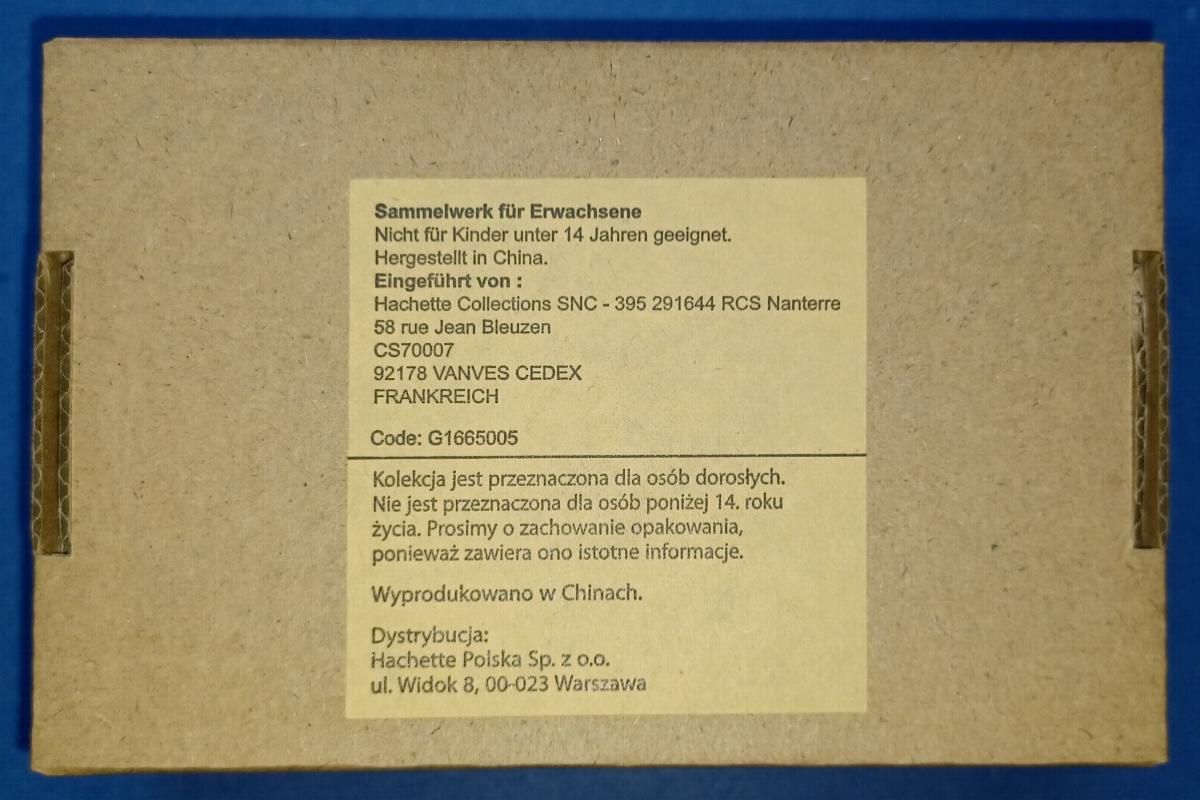 Sammelwerk für Erwachsene
Nicht für Kinder unter 14 Jahren geeignet.
Hergestellt in China.
Eingeführt von :
Hachette Collections SNC - 395 291644 RCS Nanterre
58 rue Jean Bleuzen
CS70007
92178 VANVES CEDEX
FRANKREICH
Code: G1665005
Kolekcja jest przeznaczona dla osób dorosłych.
Nie jest przeznaczona dla osób poniżej 14. roku
życia. Prosimy o zachowanie opakowania,
ponieważ zawiera ono istotne informacje.
Wyprodukowano w Chinach.
Dystrybucja:
Hachette Polska Sp. z o.o.
ul. Widok 8, 00-023 Warszawa